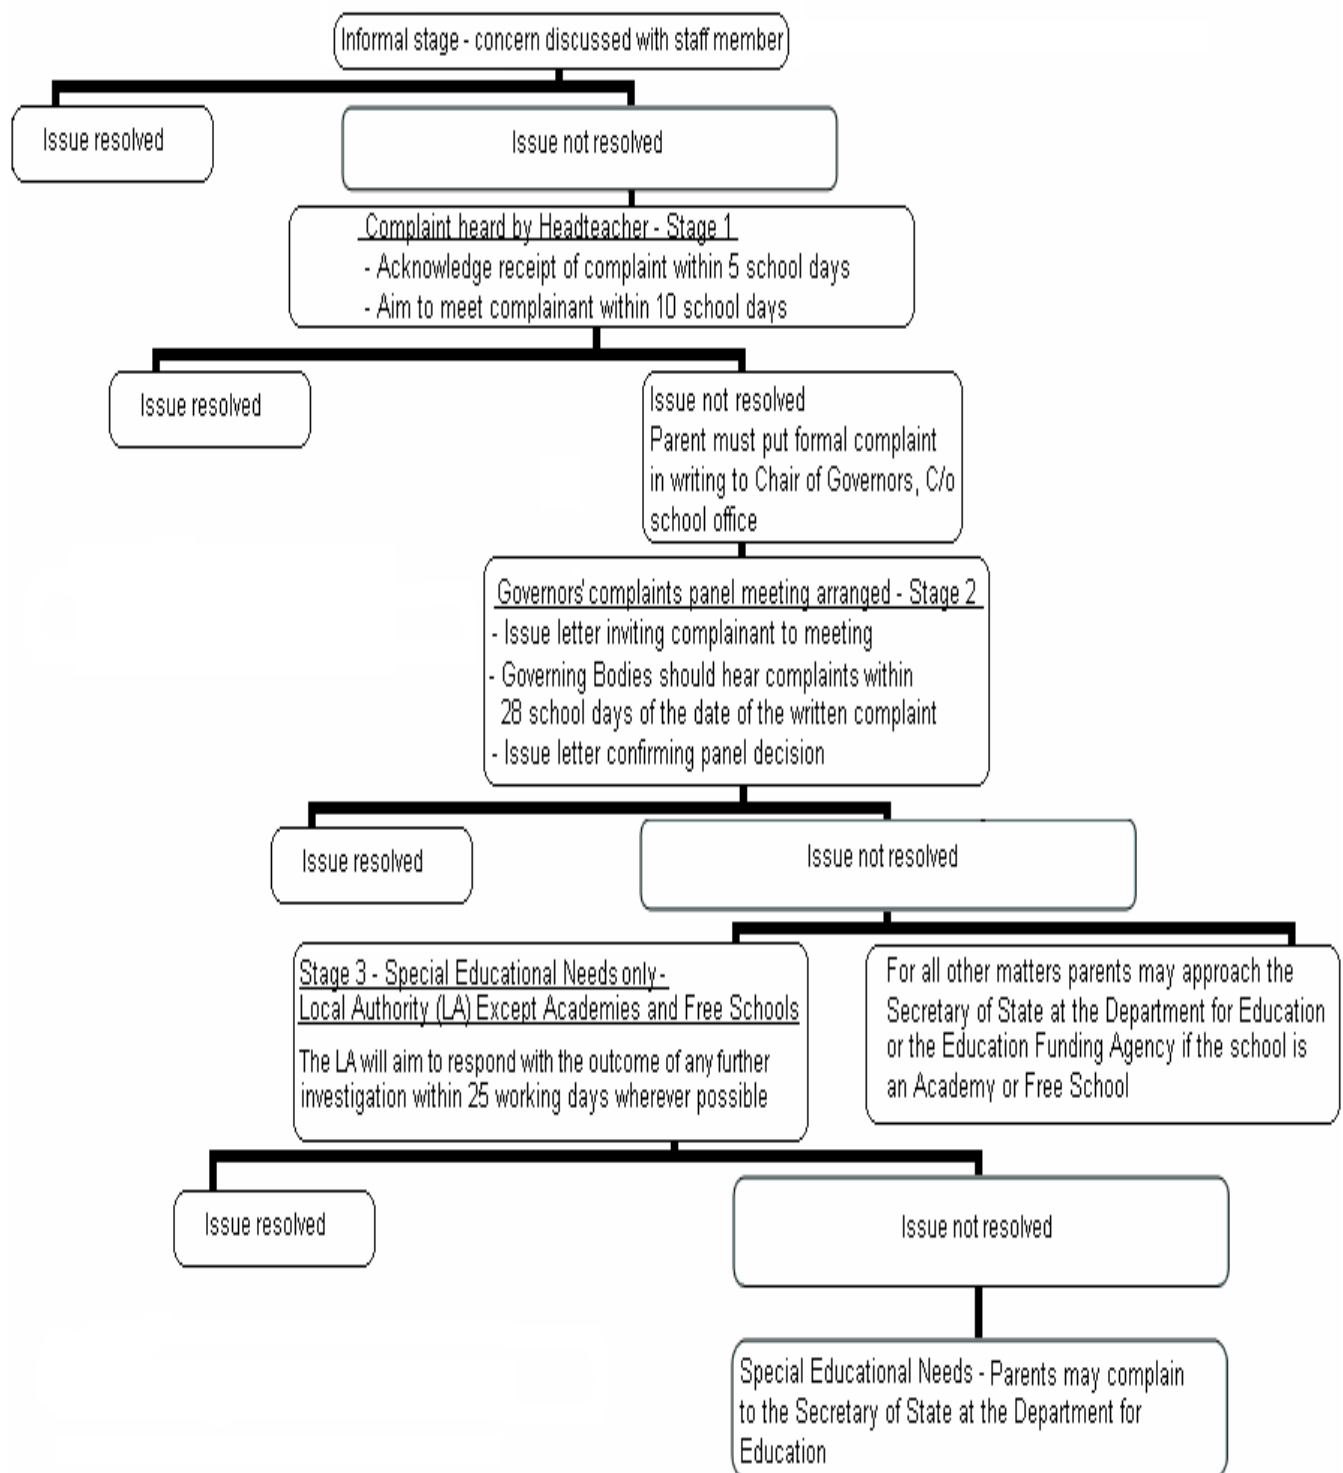 Informal stage - concern discussed with staff member
Issue resolved
Issue not resolved
Complaint heard by Headteacher - Stage 1
- Acknowledge receipt of complaint within 5 school days
- Aim to meet complainant within 10 school days
Issue resolved
Issue not resolved
Parent must put formal complaint
in writing to Chair of Governors, C/o
school office
Governors' complaints panel meeting arranged - Stage 2
- Issue letter inviting complainant to meeting
- Governing Bodies should hear complaints within
28 school days of the date of the written complaint
- Issue letter confirming panel decision
Issue resolved
Issue not resolved
Stage 3 - Special Educational Needs only -
Local Authority (LA) Except Academies and Free Schools
The LA will aim to respond with the outcome of any further
investigation within 25 working days wherever possible
For all other matters parents may approach the
Secretary of State at the Department for Education
or the Education Funding Agency if the school is
an Academy or Free School
Issue resolved
Issue not resolved
Special Educational Needs - Parents may complain
to the Secretary of State at the Department for
Education